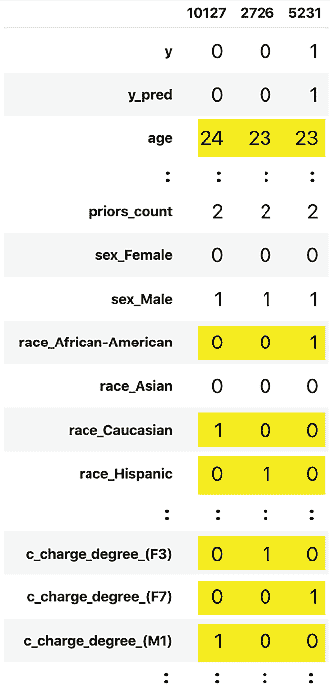 10127 2726 5231
y 0 0 1
y_pred 0 0 1
age 24 23 23
: : : :
priors_count 2 2 2
sex_Female 0 0 0
sex_Male 1 1 1
race_African-American 0 0 1
race_Asian 0 0 0
race_Caucasian 1 0 0
race_Hispanic 0 1 0
: : : :
c_charge_degree_(F3) 0 1 0
c_charge_degree_(F7) 0 0 1
c_charge_degree_(M1) 1 0 0
: : : :